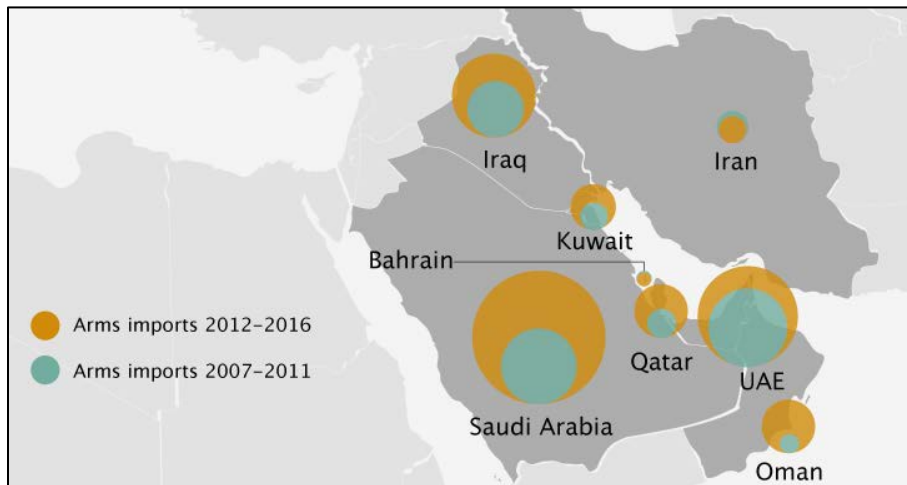 Iraq
Iran
Kuwait
Bahrain
Arms imports 2012–2016
Arms imports 2007–2011
Qatar
UAE
Saudi Arabia
Oman